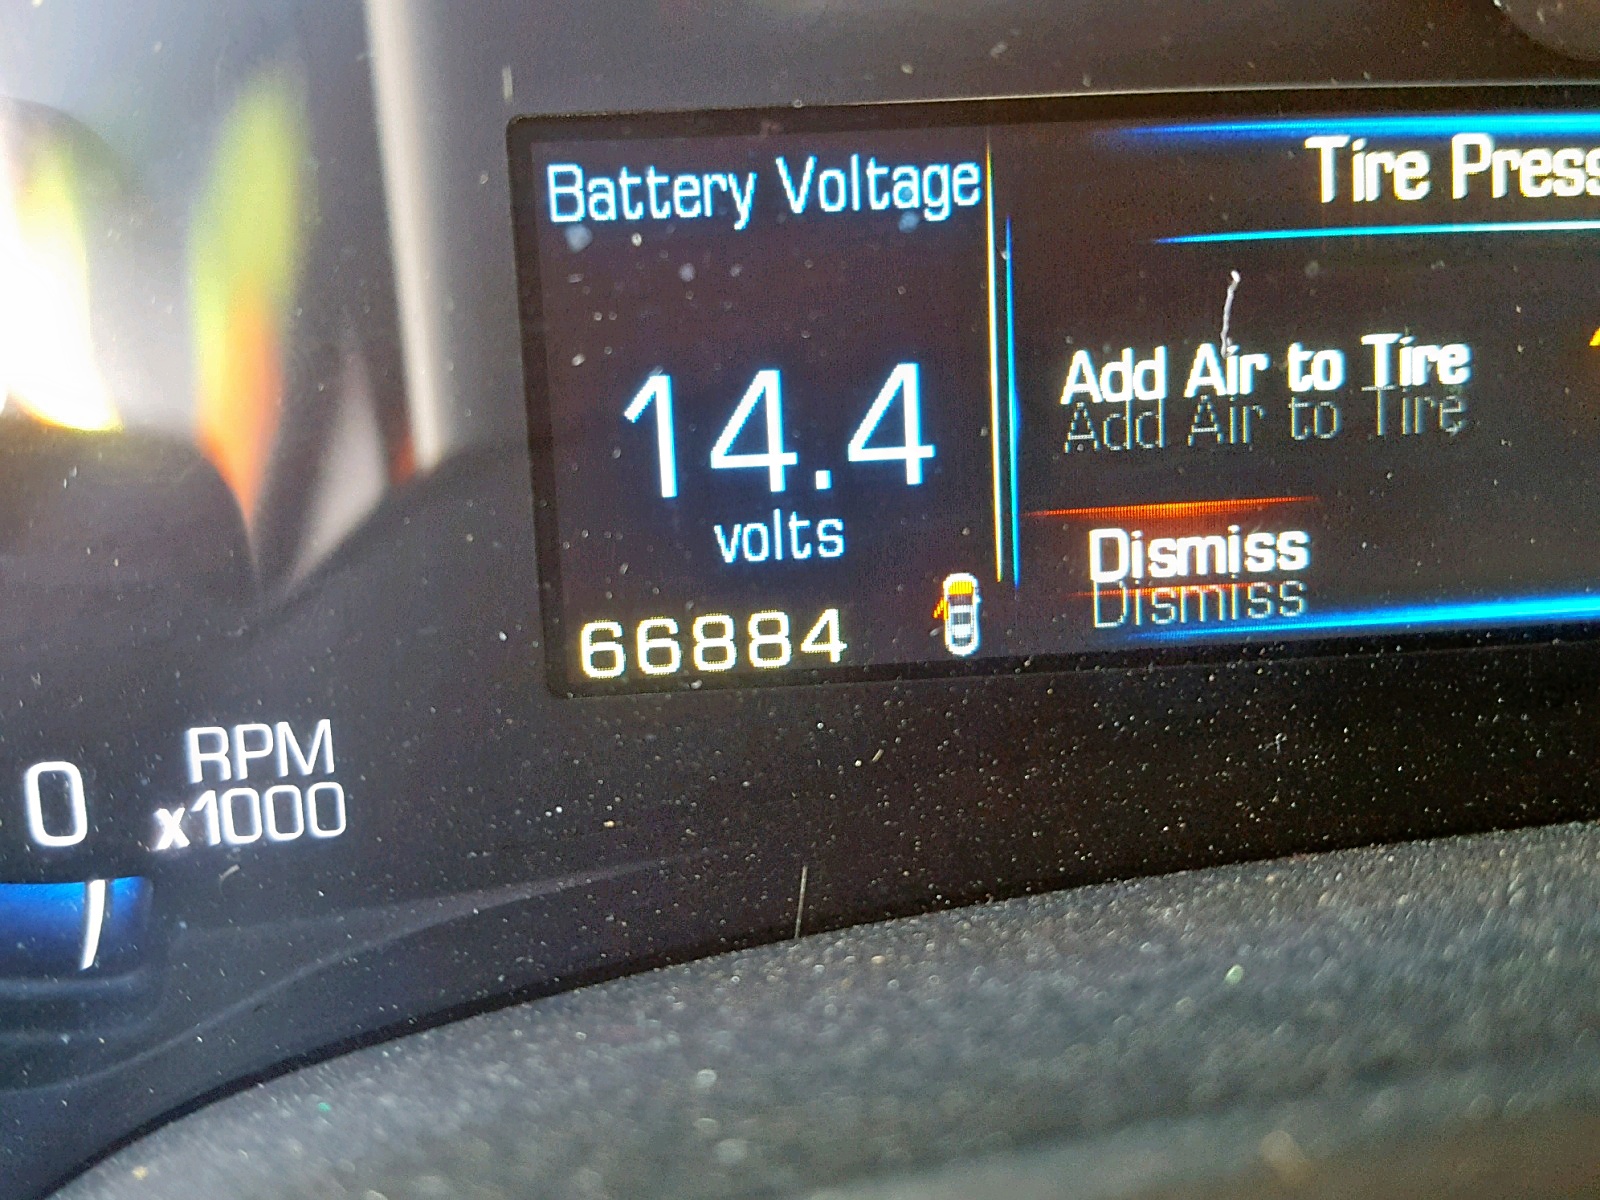 Battery Voltage
14.4
volts
66884
Tire Press
Add Air to Tire
Add Air to Tire
Dismiss
Dismiss
0
RPM
x1000